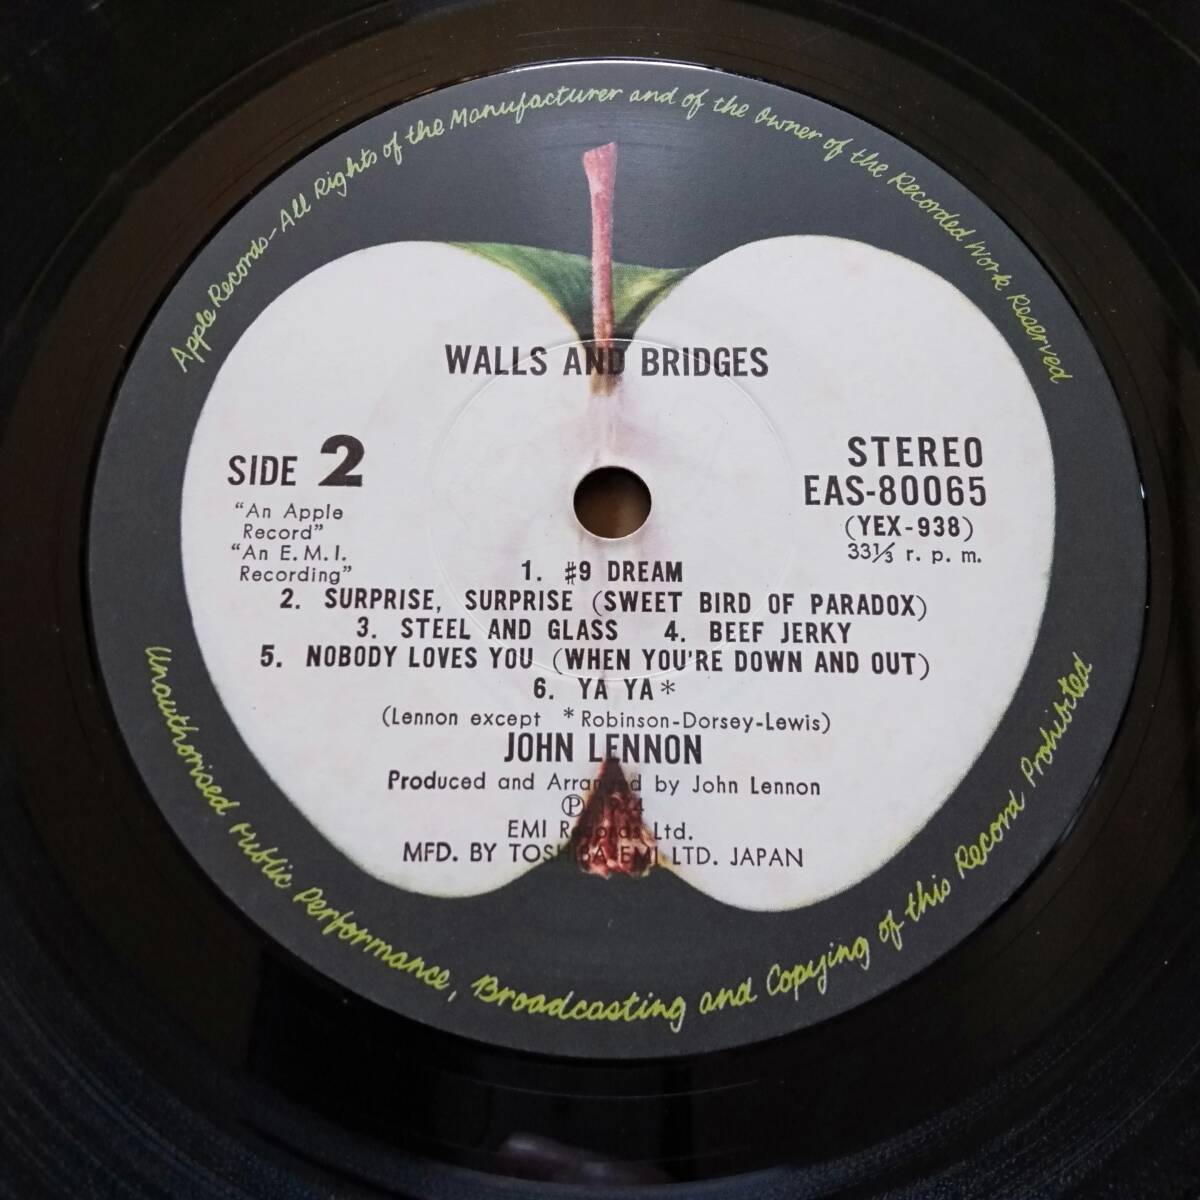 Apple Records-All Rights of the Manufacturer and of the Owner of the Recorded Work Reserved
WALLS AND BRIDGES
SIDE 2
"An Apple
Record"
"An E.M.I.
Recording"
STEREO
EAS-80065
(YEX-938)
33⅓ r. p. m.
1. #9 DREAM
2. SURPRISE, SURPRISE (SWEET BIRD OF PARADOX)
3. STEEL AND GLASS 4. BEEF JERKY
5. NOBODY LOVES YOU (WHEN YOU'RE DOWN AND OUT)
6. YA YA*
(Lennon except *Robinson-Dorsey-Lewis)
JOHN LENNON
Produced and Arranged by John Lennon
Ⓟ 1974
EMI Records Ltd.
MFD. BY TOSHIBA EMI LTD. JAPAN
Unauthorised Public Performance, Broadcasting and Copying of this Record Prohibited